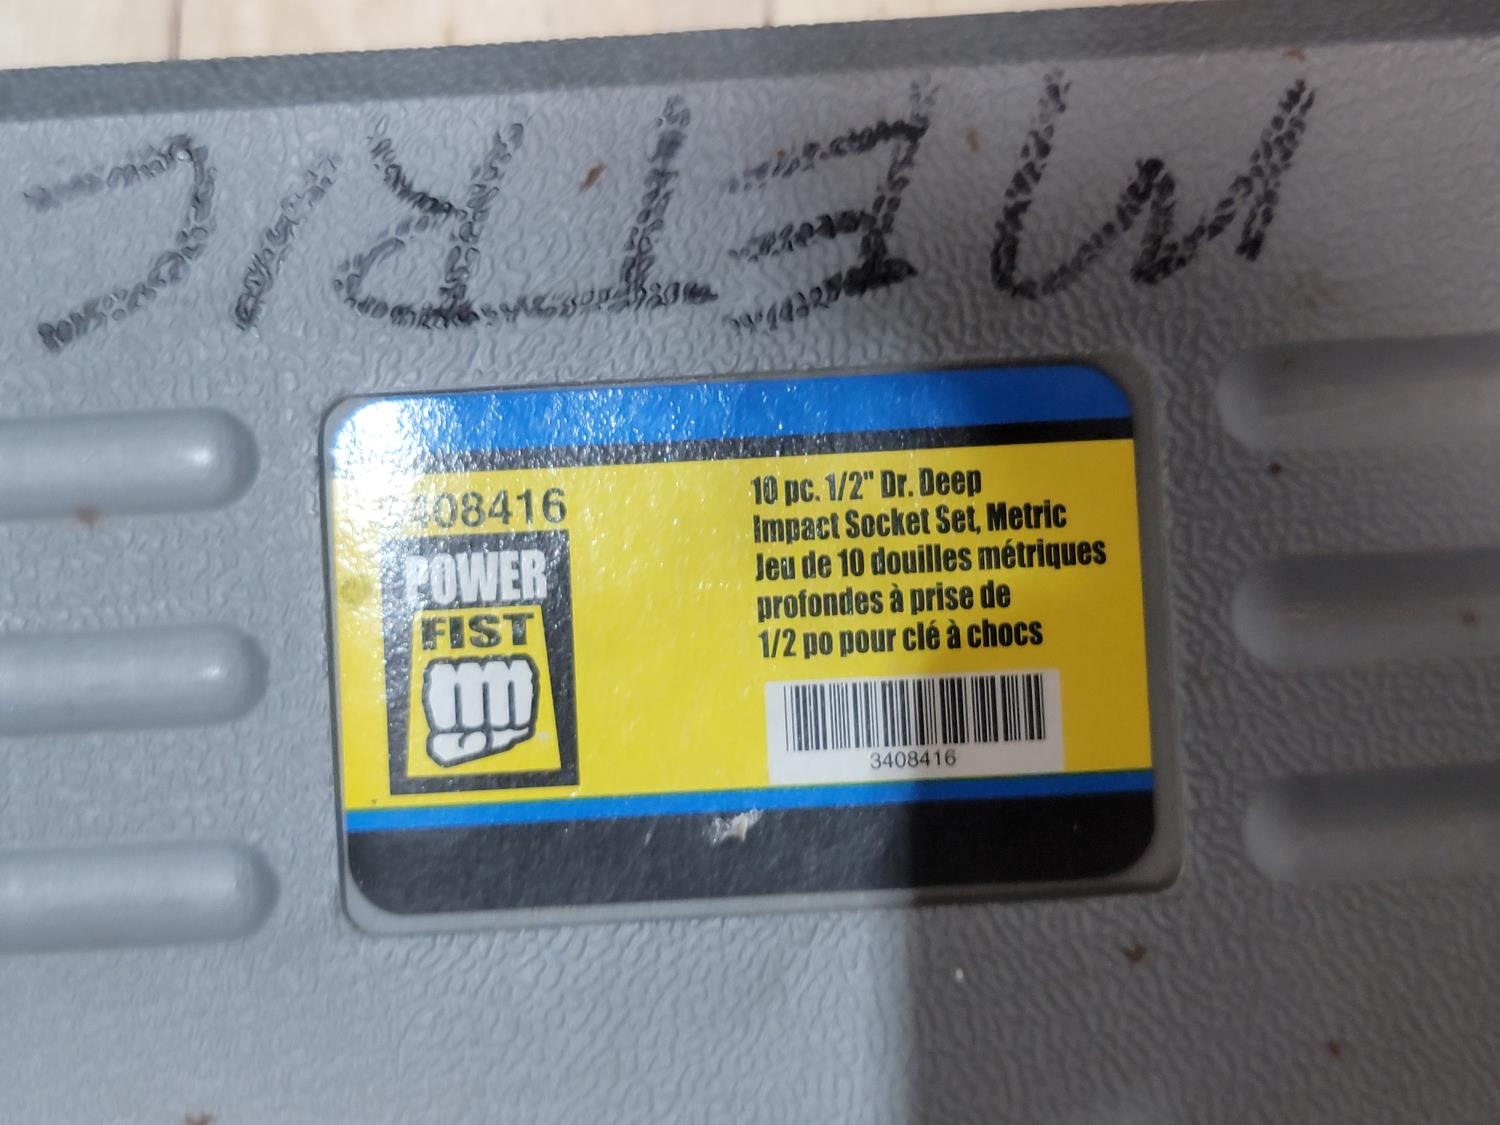 METRIC
3408416
POWER
FIST
10 pc. 1/2" Dr. Deep
Impact Socket Set, Metric
Jeu de 10 douilles métriques
profondes à prise de
1/2 po pour clé à chocs
3408416